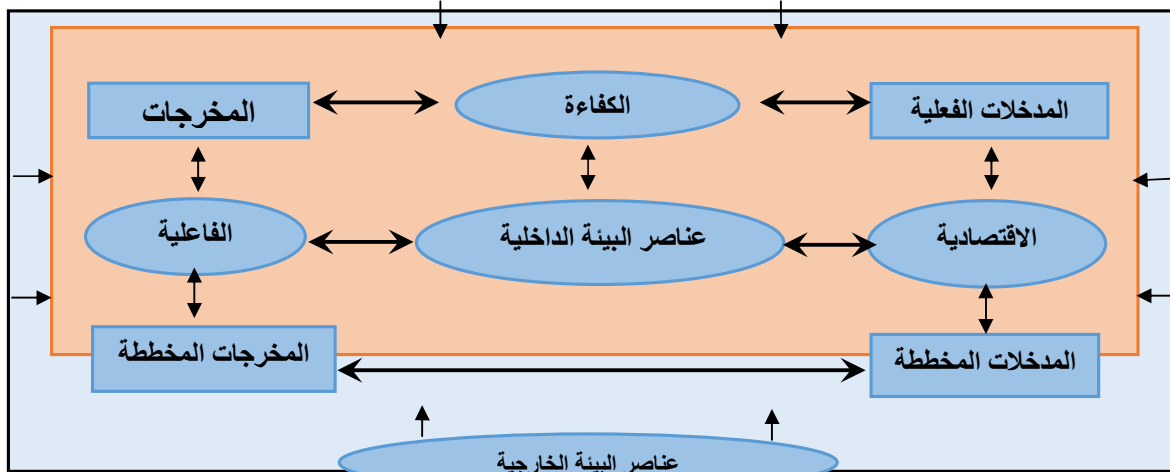 الكفاءة
المدخلات الفعلية
المخرجات
عناصر البيئة الداخلية
الاقتصادية
الفاعلية
المدخلات المخططة
المخرجات المخططة
عناصر البيئة الخارجية